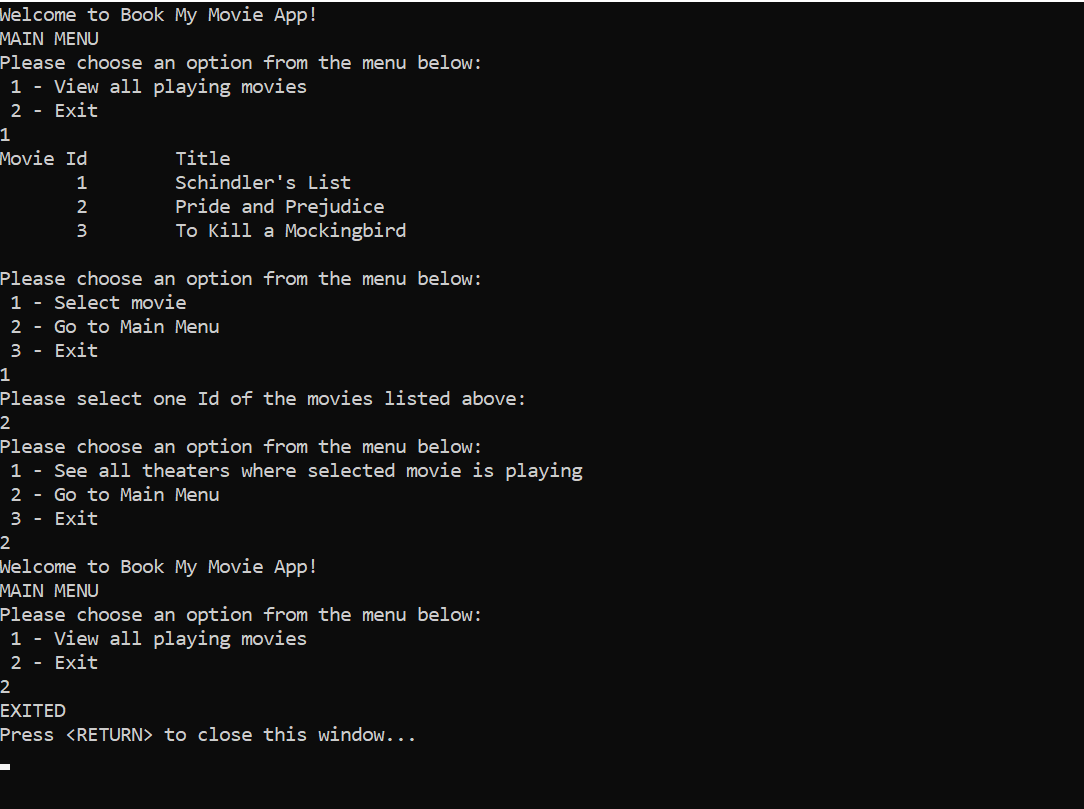 Welcome to Book My Movie App!
MAIN MENU
Please choose an option from the menu below:
 1 - View all playing movies
 2 - Exit
1
Movie Id        Title
       1        Schindler's List
       2        Pride and Prejudice
       3        To Kill a Mockingbird

Please choose an option from the menu below:
 1 - Select movie
 2 - Go to Main Menu
 3 - Exit
1
Please select one Id of the movies listed above:
2
Please choose an option from the menu below:
 1 - See all theaters where selected movie is playing
 2 - Go to Main Menu
 3 - Exit
2
Welcome to Book My Movie App!
MAIN MENU
Please choose an option from the menu below:
 1 - View all playing movies
 2 - Exit
2
EXITED
Press <RETURN> to close this window...